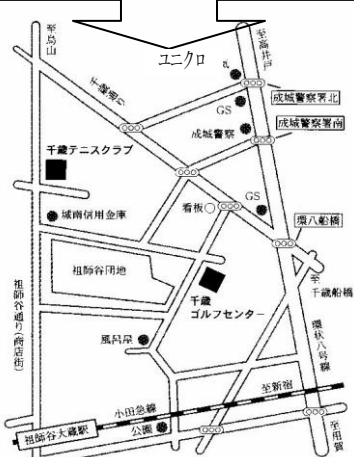 ユニクロ
至烏山
至高井戸
千歳通り
GS
成城警察署北
成城警察
成城警察署南
千歳テニスクラブ
城南信用金庫
看板
GS
環八船橋
祖師谷団地
至千歳船橋
千歳
ゴルフセンター
祖師谷通り(商店街)
環状八号線
風呂屋
至新宿
小田急線
祖師谷大蔵駅
公園
至用賀